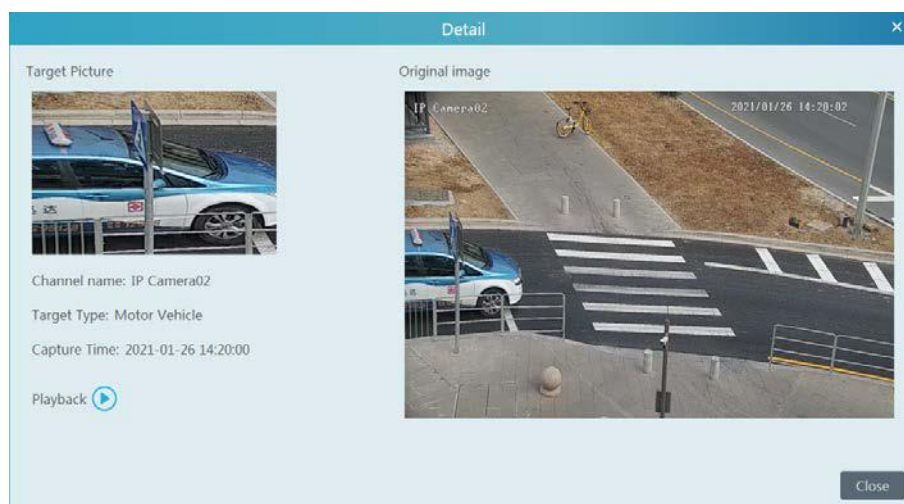 Detail
Target Picture
Original image
IP Camera02
2021/01/26 14:20:02
达
Channel name: IP Camera02
Target Type: Motor Vehicle
Capture Time: 2021-01-26 14:20:00
Playback
Close